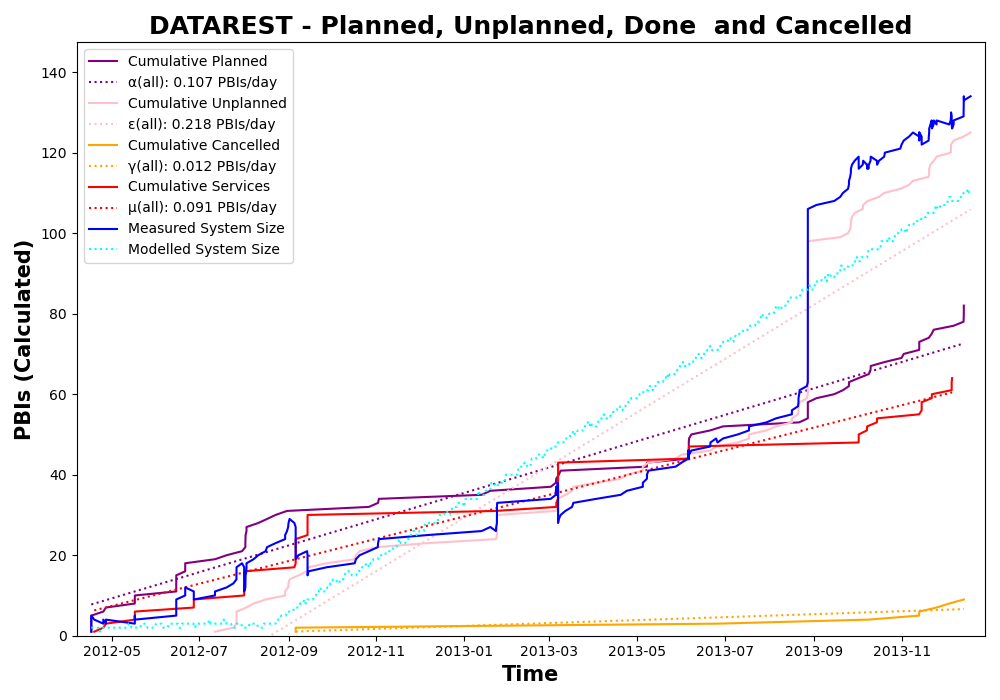 DATAREST - Planned, Unplanned, Done  and Cancelled
PBIs (Calculated)
140
120
100
80
60
40
20
0
Cumulative Planned
α(all): 0.107 PBIs/day
Cumulative Unplanned
ε(all): 0.218 PBIs/day
Cumulative Cancelled
γ(all): 0.012 PBIs/day
Cumulative Services
μ(all): 0.091 PBIs/day
Measured System Size
Modelled System Size
2012-05 2012-07 2012-09 2012-11 2013-01 2013-03 2013-05 2013-07 2013-09 2013-11
Time